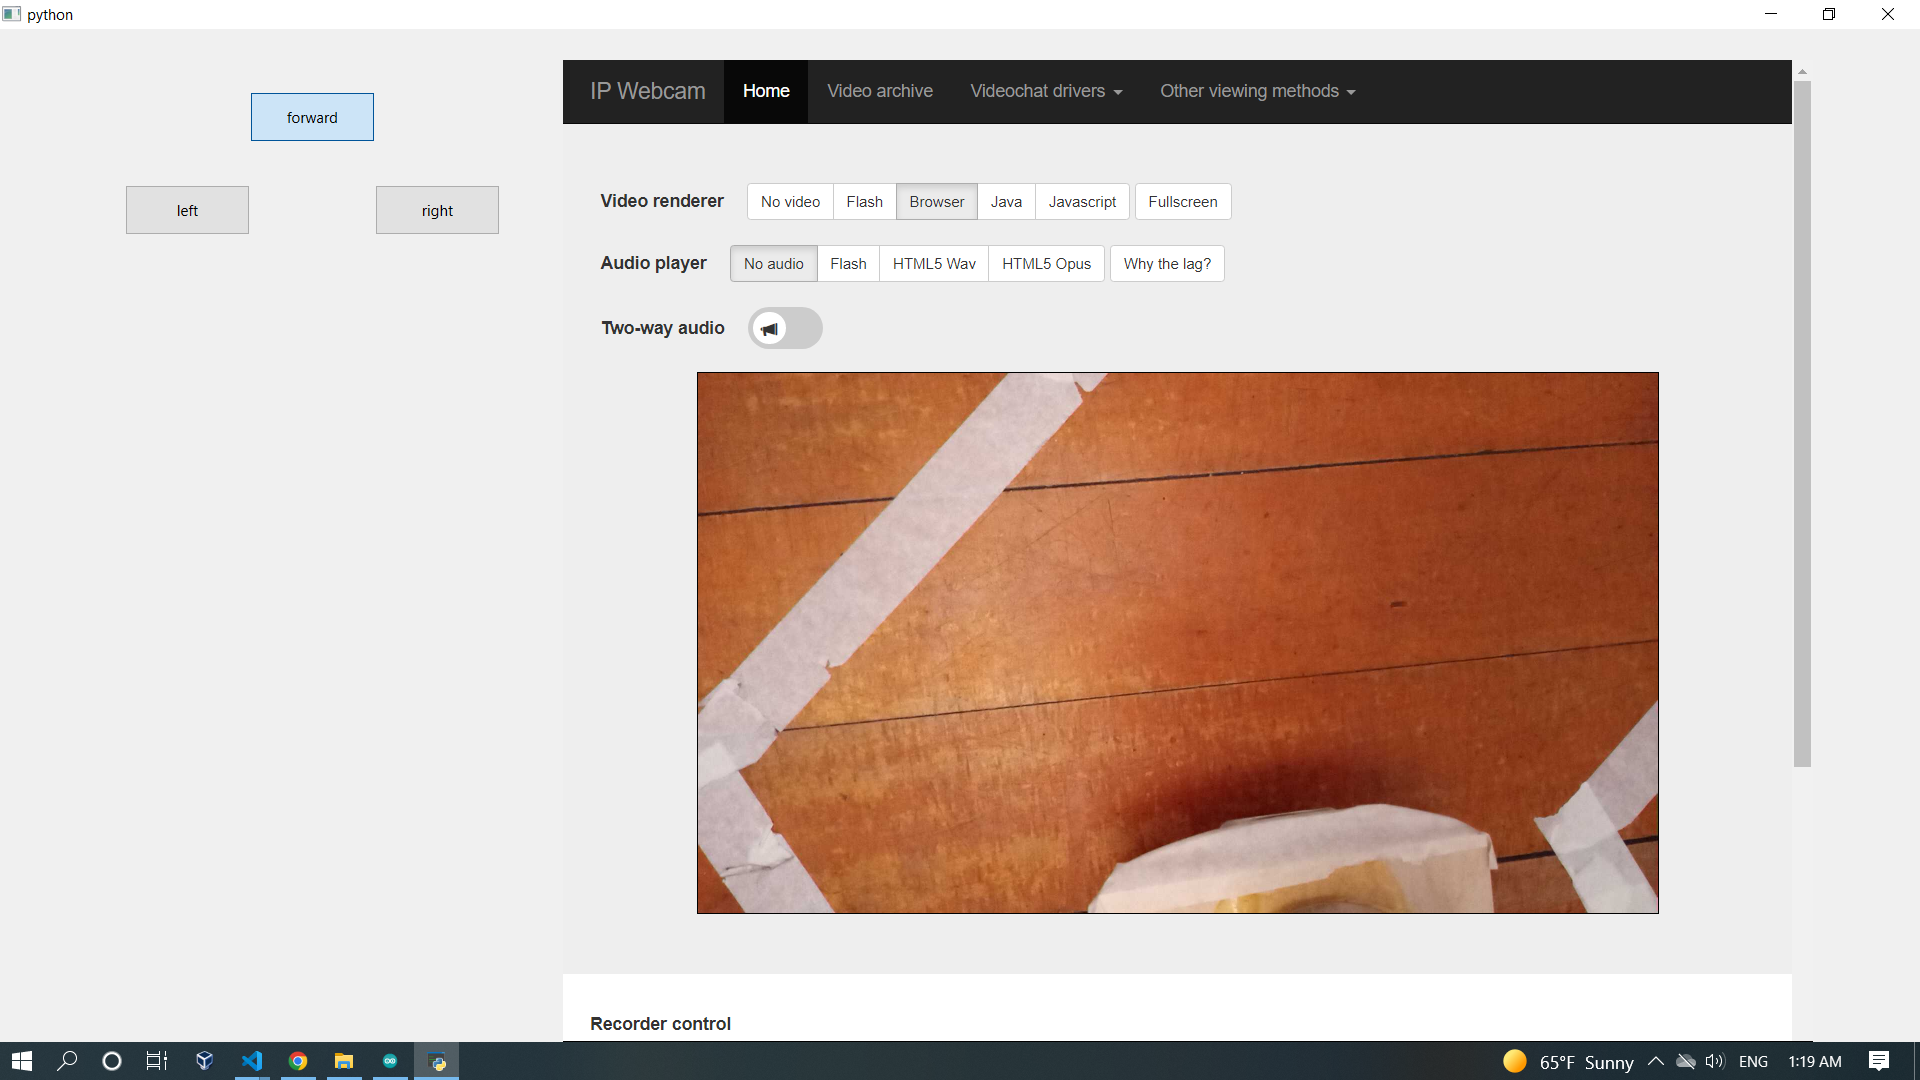 python
forward
left right
IP Webcam Home Video archive Videochat drivers Other viewing methods
Video renderer No video Flash Browser Java Javascript Fullscreen
Audio player No audio Flash HTML5 Wav HTML5 Opus Why the lag?
Two-way audio
Recorder control
65°F Sunny ENG 1:19 AM